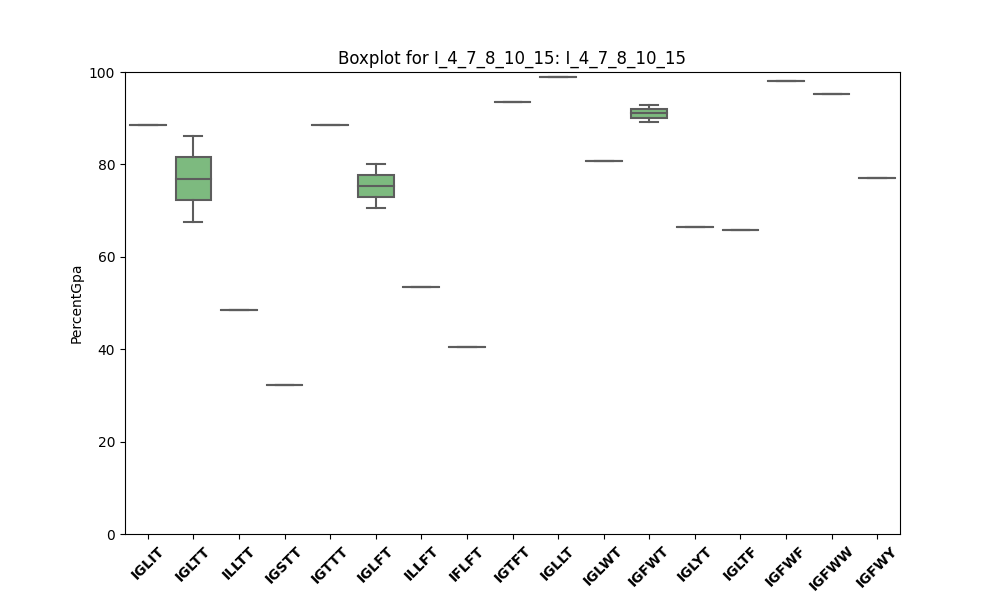 Boxplot for I_4_7_8_10_15: I_4_7_8_10_15
PercentGpa
100
80
60
40
20
0
IGLIT
IGLTT
ILLTT
IGSTT
IGTTT
IGLFT
ILLFT
IFLFT
IGTFT
IGLLT
IGLWT
IGFWT
IGLYT
IGLTF
IGFWF
IGFWW
IGFWY